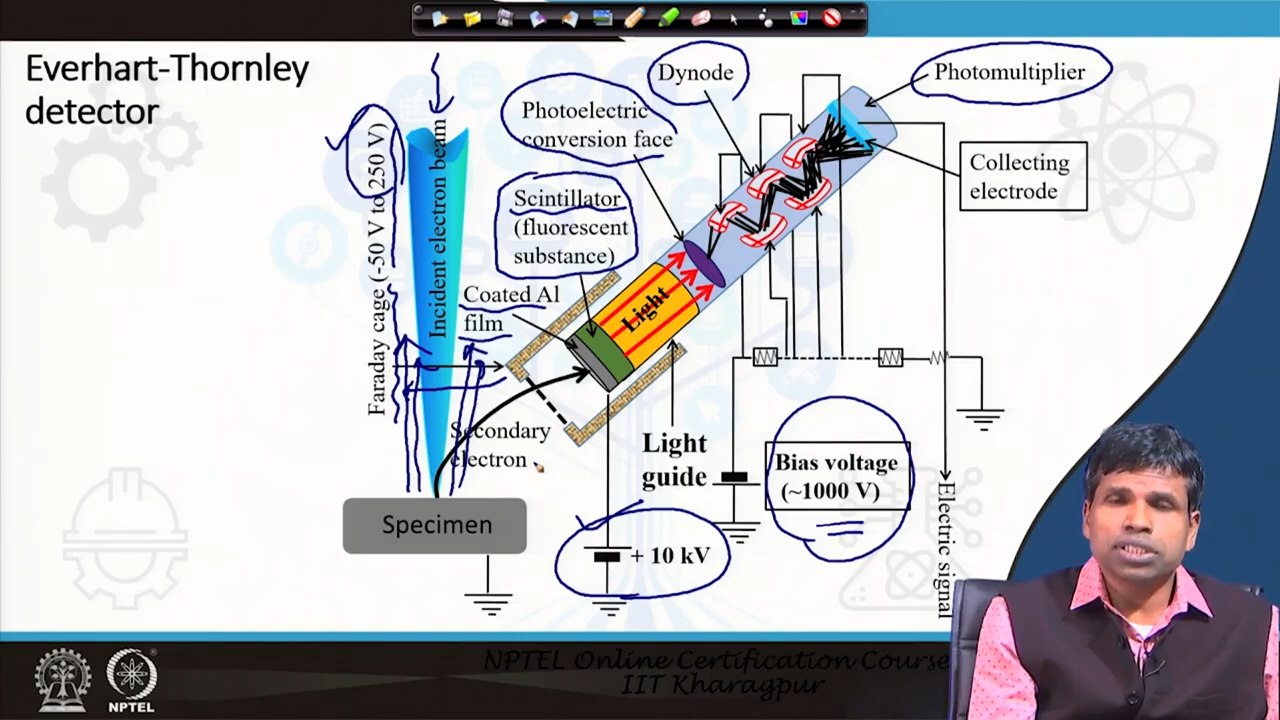 Everhart-Thornley
detector
Faraday cage (-50 V to 250 V)
Incident electron beam
Photoelectric
conversion face
Dynode
Photomultiplier
Scintillator
(fluorescent
substance)
Collecting
electrode
Coated Al
film
Light
Secondary
electron
Light
guide
Bias voltage
(~1000 V)
Specimen
+ 10 kV
Electric signal
NPTEL
NPTEL Online Certification Course
IIT Kharagpur